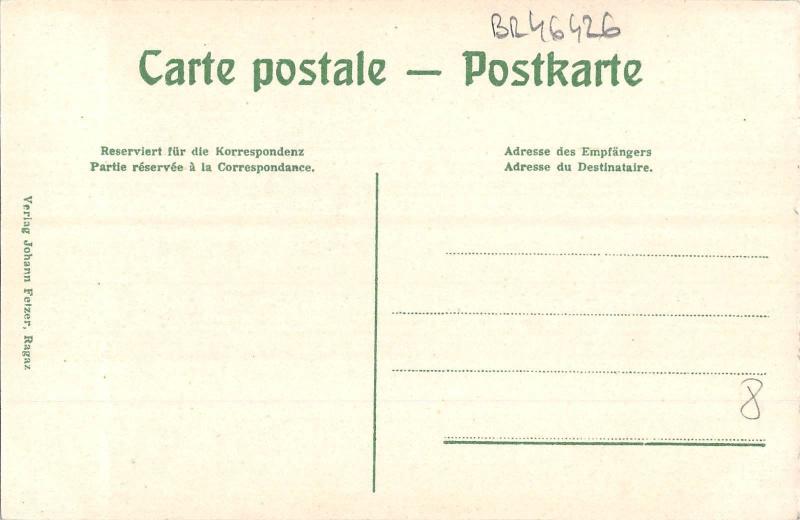 BR46426
Carte postale — Postkarte
Reserviert für die Korrespondenz
Partie réservée à la Correspondance.
Adresse des Empfängers
Adresse du Destinataire.
Verlag Johann Fetzer, Ragaz
8